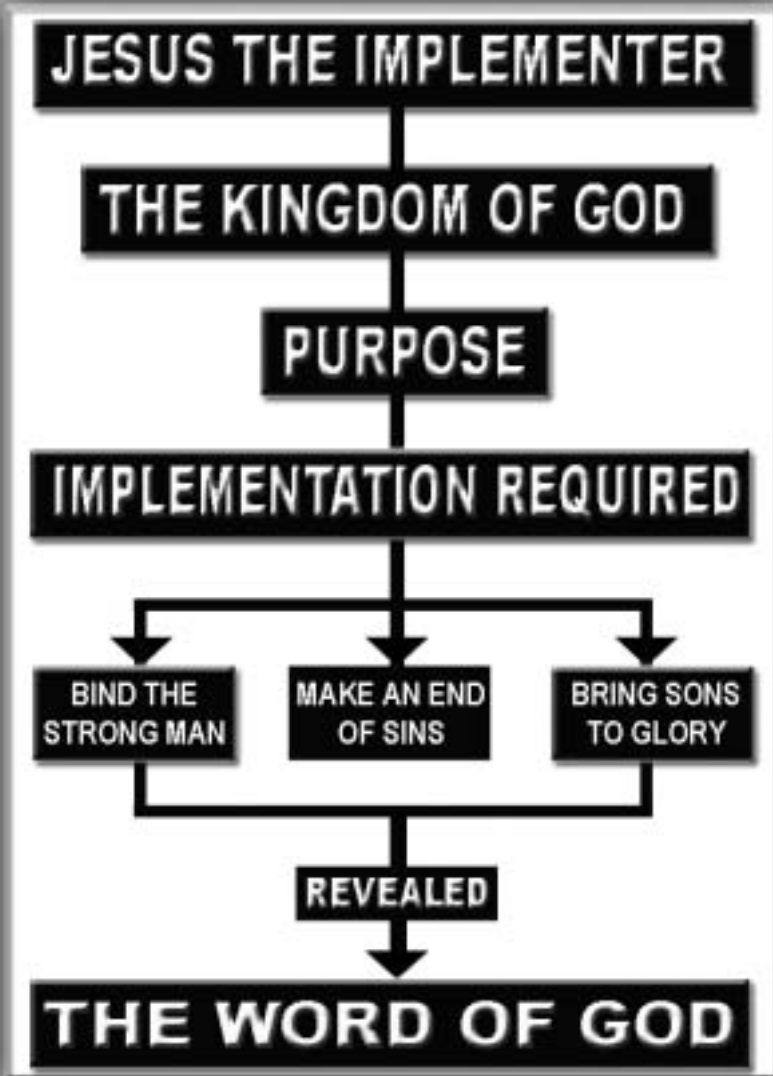 JESUS THE IMPLEMENTER
THE KINGDOM OF GOD
PURPOSE
IMPLEMENTATION REQUIRED
BIND THE
STRONG MAN
MAKE AN END
OF SINS
BRING SONS
TO GLORY
REVEALED
THE WORD OF GOD